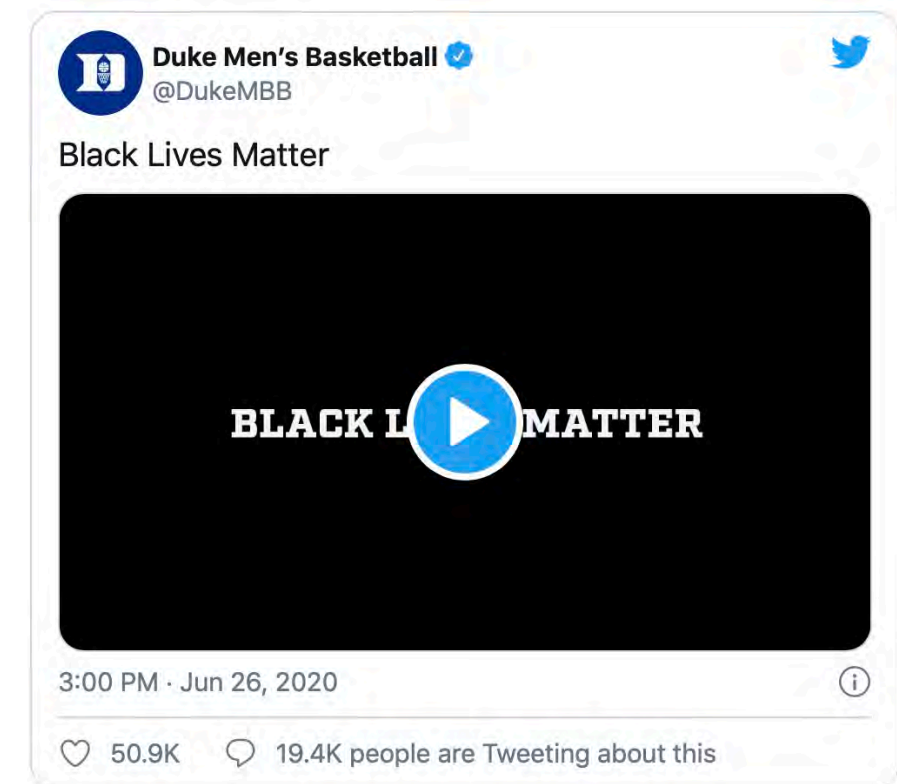 Duke Men's Basketball
@DukeMBB
Black Lives Matter
BLACK L MATTER
3:00 PM · Jun 26, 2020
50.9K 19.4K people are Tweeting about this